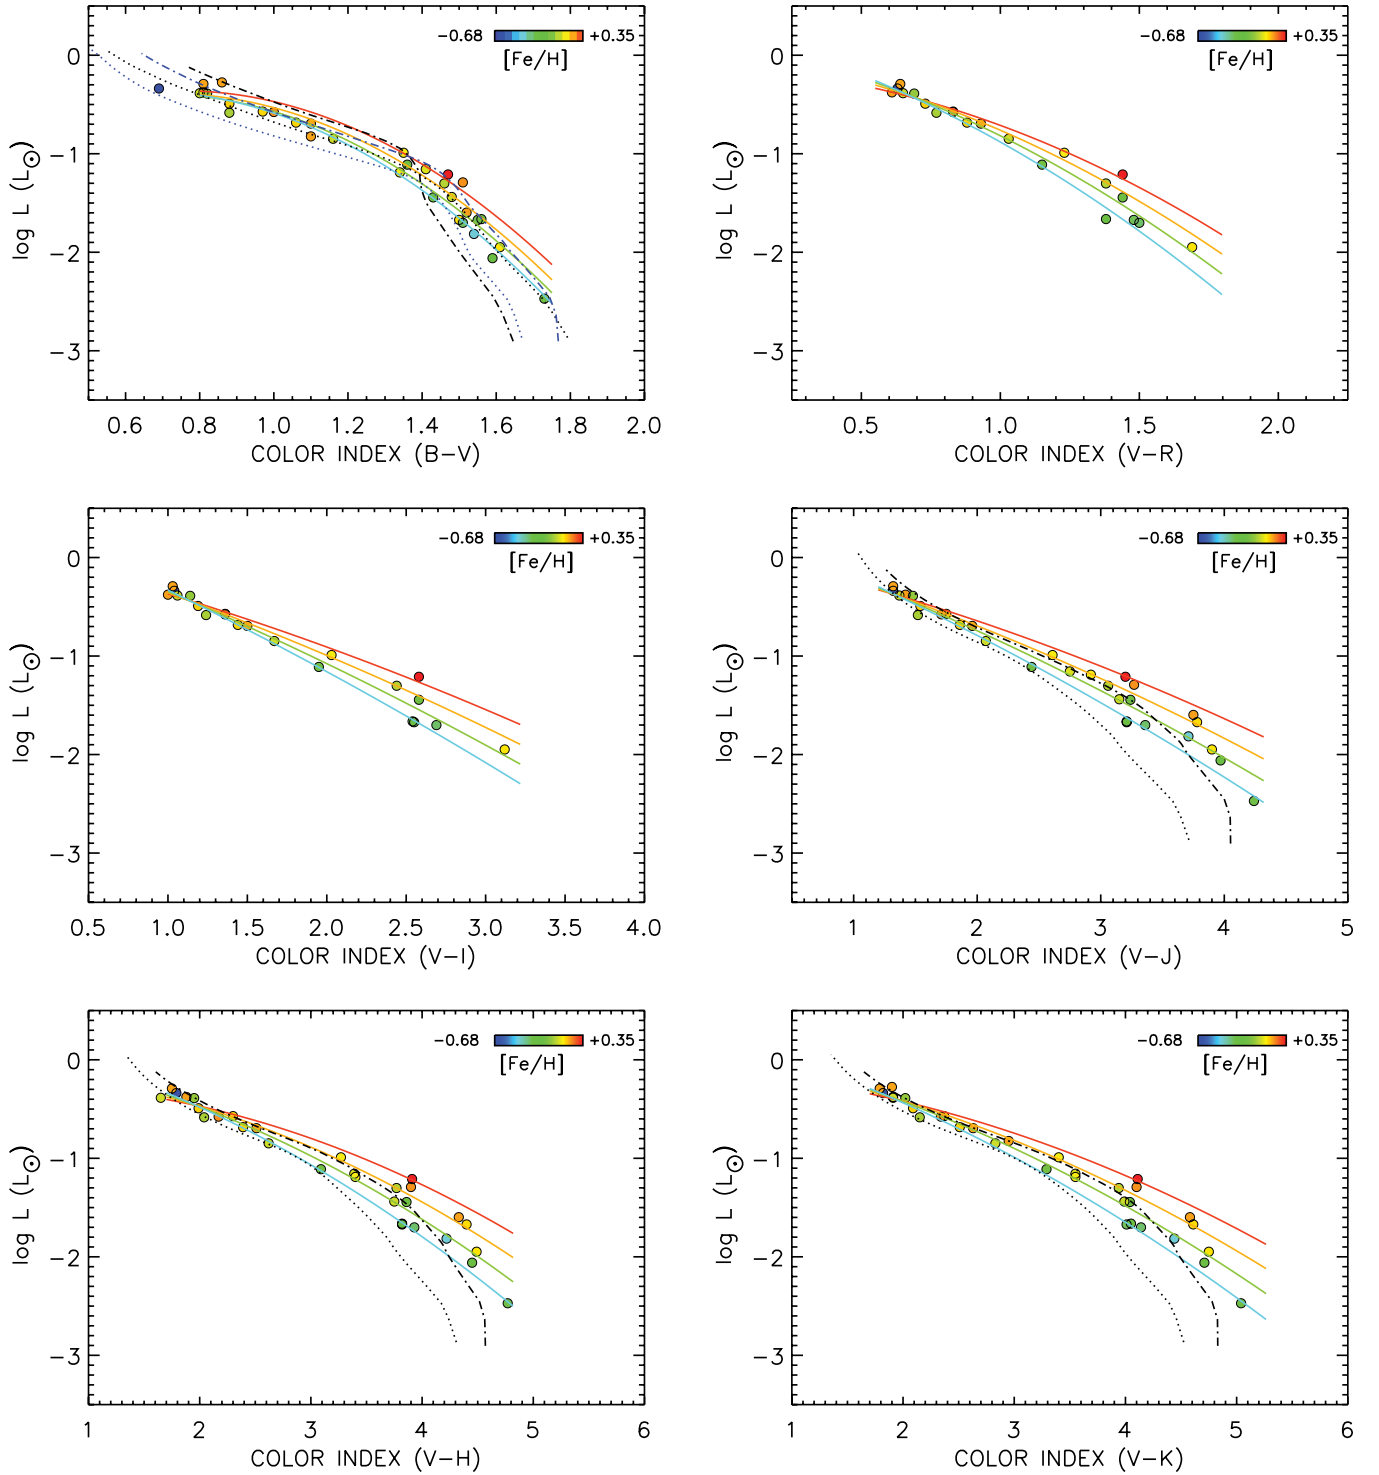 −0.68 +0.35
[Fe/H]
0
−1
−2
−3
log L (L⊙)
0.6 0.8 1.0 1.2 1.4 1.6 1.8 2.0
COLOR INDEX (B−V)
−0.68 +0.35
[Fe/H]
0
−1
−2
−3
log L (L⊙)
0.5 1.0 1.5 2.0
COLOR INDEX (V−R)
−0.68 +0.35
[Fe/H]
0
−1
−2
−3
log L (L⊙)
0.5 1.0 1.5 2.0 2.5 3.0 3.5 4.0
COLOR INDEX (V−I)
−0.68 +0.35
[Fe/H]
0
−1
−2
−3
log L (L⊙)
1 2 3 4 5
COLOR INDEX (V−J)
−0.68 +0.35
[Fe/H]
0
−1
−2
−3
log L (L⊙)
1 2 3 4 5 6
COLOR INDEX (V−H)
−0.68 +0.35
[Fe/H]
0
−1
−2
−3
log L (L⊙)
1 2 3 4 5 6
COLOR INDEX (V−K)